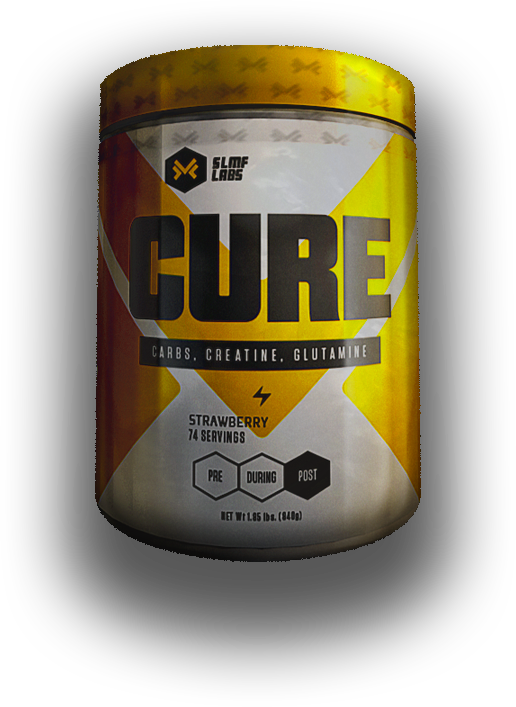 SLMF
LABS
CURE
CARBS, CREATINE, GLUTAMINE
STRAWBERRY
74 SERVINGS
PRE DURING POST
NET Wt 1.85 lbs. (840g)